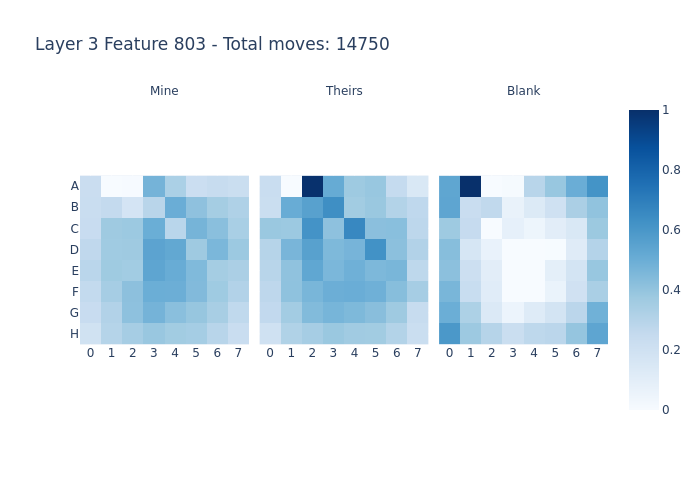 Layer 3 Feature 803 - Total moves: 14750
Mine Theirs Blank
A
B
C
D
E
F
G
H
0 1 2 3 4 5 6 7 0 1 2 3 4 5 6 7 0 1 2 3 4 5 6 7
1
0.8
0.6
0.4
0.2
0